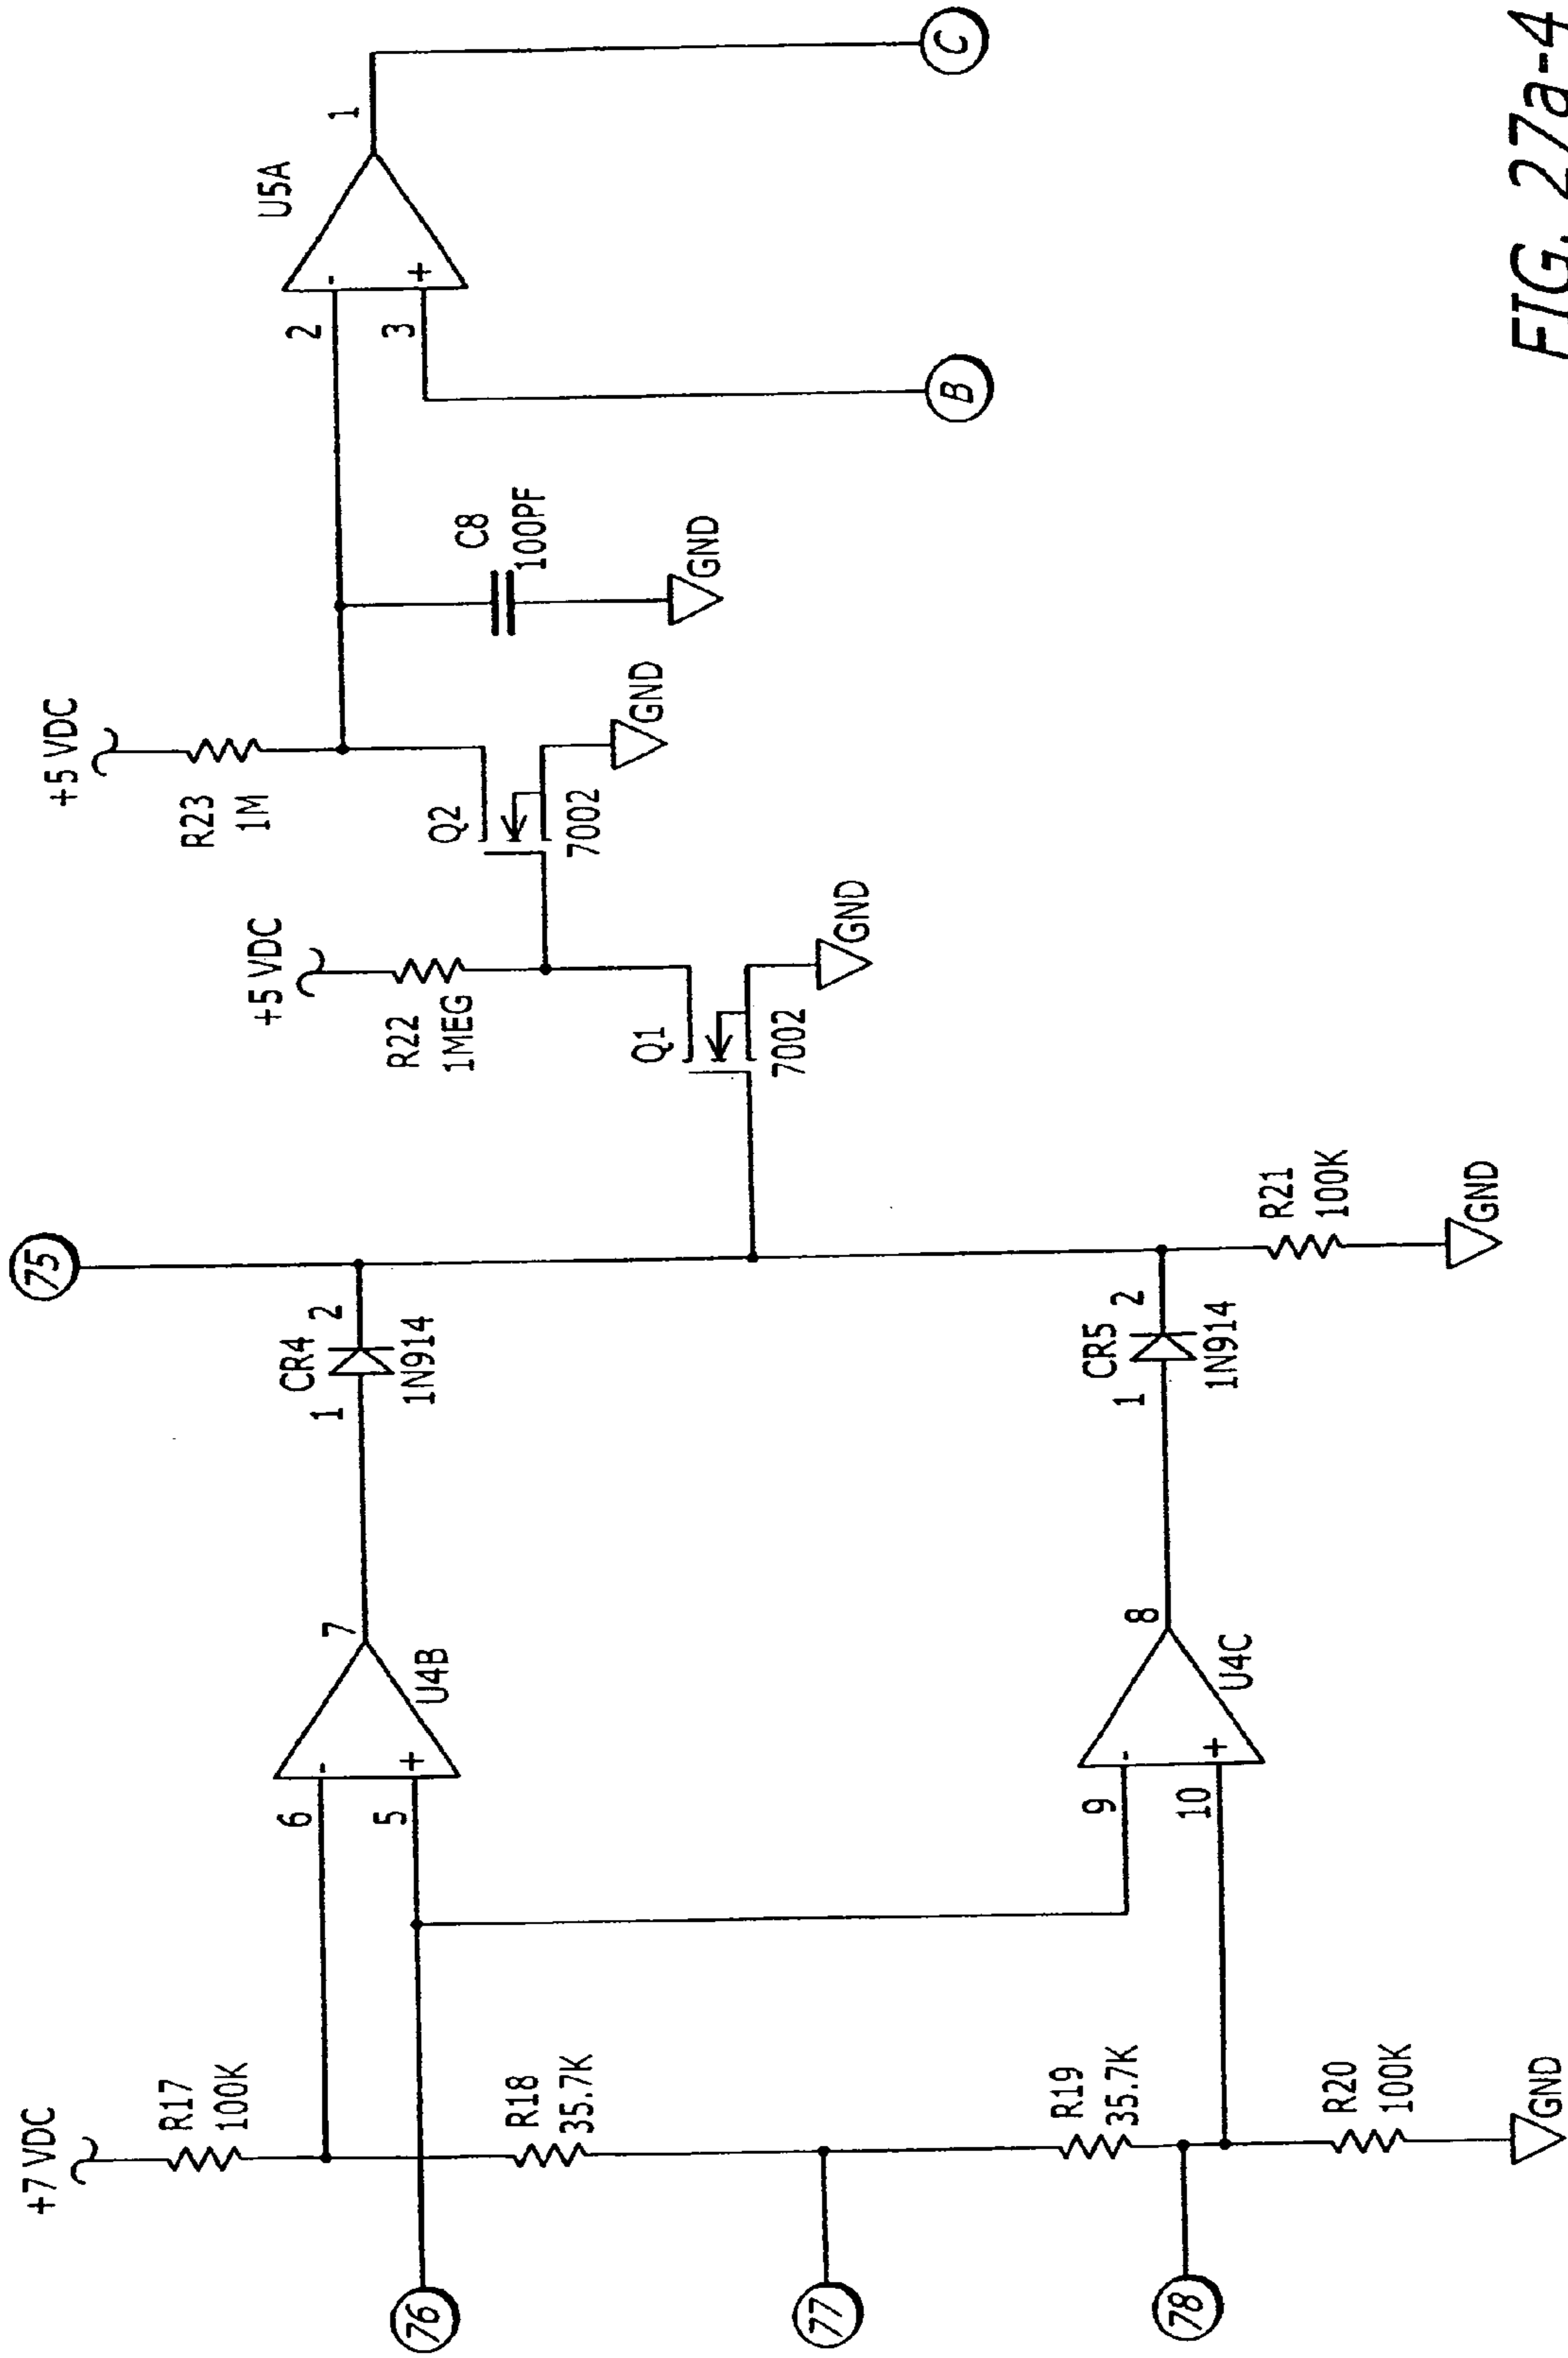 +7 VDC
R17
100K
76
6
5
-
+
U4B
7
CR4
1
2
1N914
75
R18
35.7K
77
R19
35.7K
78
R20
100K
GND
9
10
-
+
U4C
8
CR5
1
2
1N914
R21
100K
GND
+5 VDC
R22
1MEG
Q1
7002
GND
+5 VDC
R23
1M
Q2
7002
GND
C8
100PF
GND
2
3
-
+
U5A
1
B
C
FIG. 27a-4